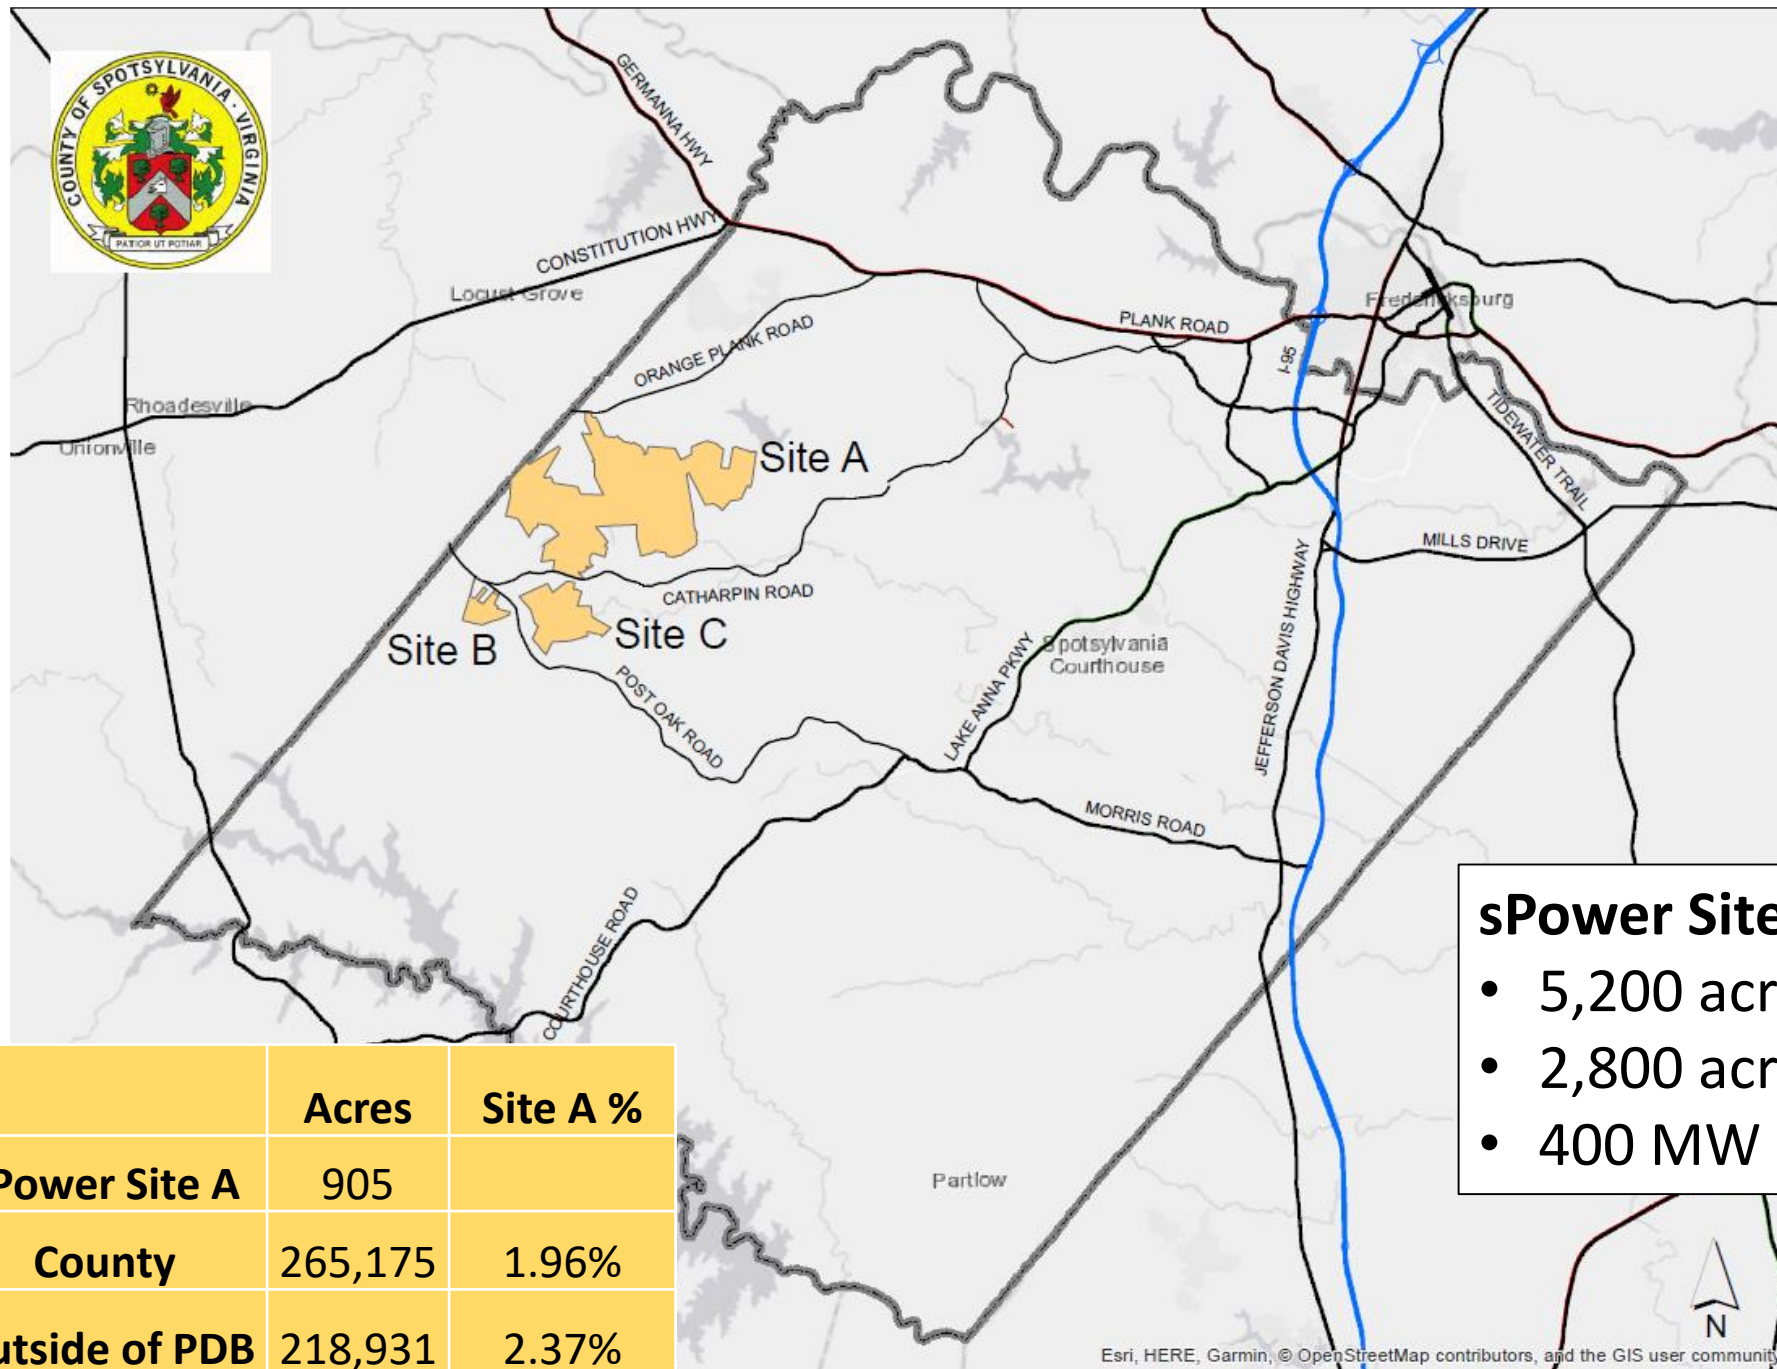 COUNTY OF SPOTSYLVANIA · VIRGINIA
PATIOR UT POTIAR
GERMANNA HWY
CONSTITUTION HWY
Locust Grove
ORANGE PLANK ROAD
PLANK ROAD
Fredericksburg
I-95
Rhoadesville
Unionville
TIDEWATER TRAIL
Site A
MILLS DRIVE
CATHARPIN ROAD
Site B
Site C
Spotsylvania
Courthouse
POST OAK ROAD
LAKE ANNA PKWY
JEFFERSON DAVIS HIGHWAY
MORRIS ROAD
COURTHOUSE ROAD
sPower Site
• 5,200 acr
• 2,800 acr
• 400 MW
Acres Site A %
Power Site A 905
County 265,175 1.96%
utside of PDB 218,931 2.37%
Partlow
N
Esri, HERE, Garmin, © OpenStreetMap contributors, and the GIS user community